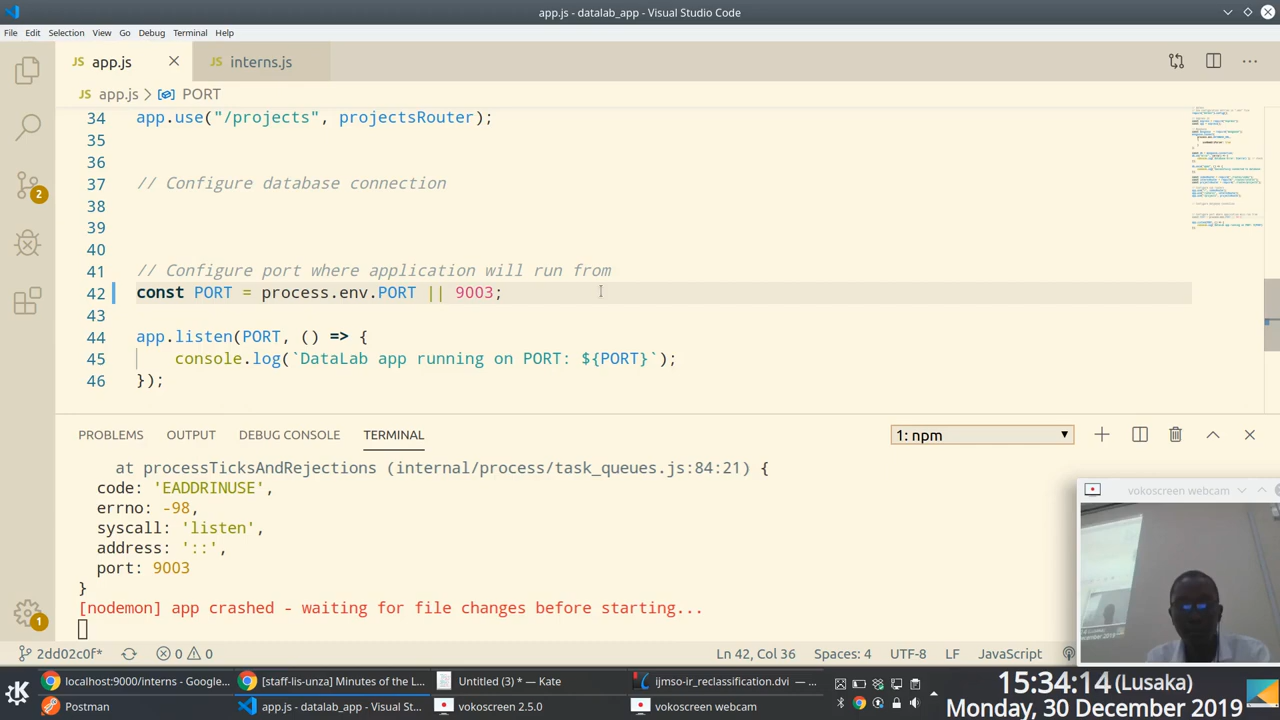 app.js - datalab_app - Visual Studio Code
File Edit Selection View Go Debug Terminal Help
JS app.js JS interns.js
JS app.js > PORT
34 app.use("/projects", projectsRouter);
35
36
37 // Configure database connection
38
39
40
41 // Configure port where application will run from
42 const PORT = process.env.PORT || 9003;
43
44 app.listen(PORT, () => {
45 console.log(`DataLab app running on PORT: ${PORT}`);
46 });
2
PROBLEMS OUTPUT DEBUG CONSOLE TERMINAL 1: npm
at processTicksAndRejections (internal/process/task_queues.js:84:21) {
code: 'EADDRINUSE',
errno: -98,
syscall: 'listen',
address: '::',
port: 9003
}
[nodemon] app crashed - waiting for file changes before starting...
vokoscreen webcam
1
2dd02c0f* 0 0 Ln 42, Col 36 Spaces: 4 UTF-8 LF JavaScript
localhost:9000/interns - Google... [staff-lis-unza] Minutes of the L... Untitled (3) * — Kate ijmso-ir_reclassification.dvi —...
Postman app.js - datalab_app - Visual St... vokoscreen 2.5.0 vokoscreen webcam
15:34:14 (Lusaka)
Monday, 30 December 2019